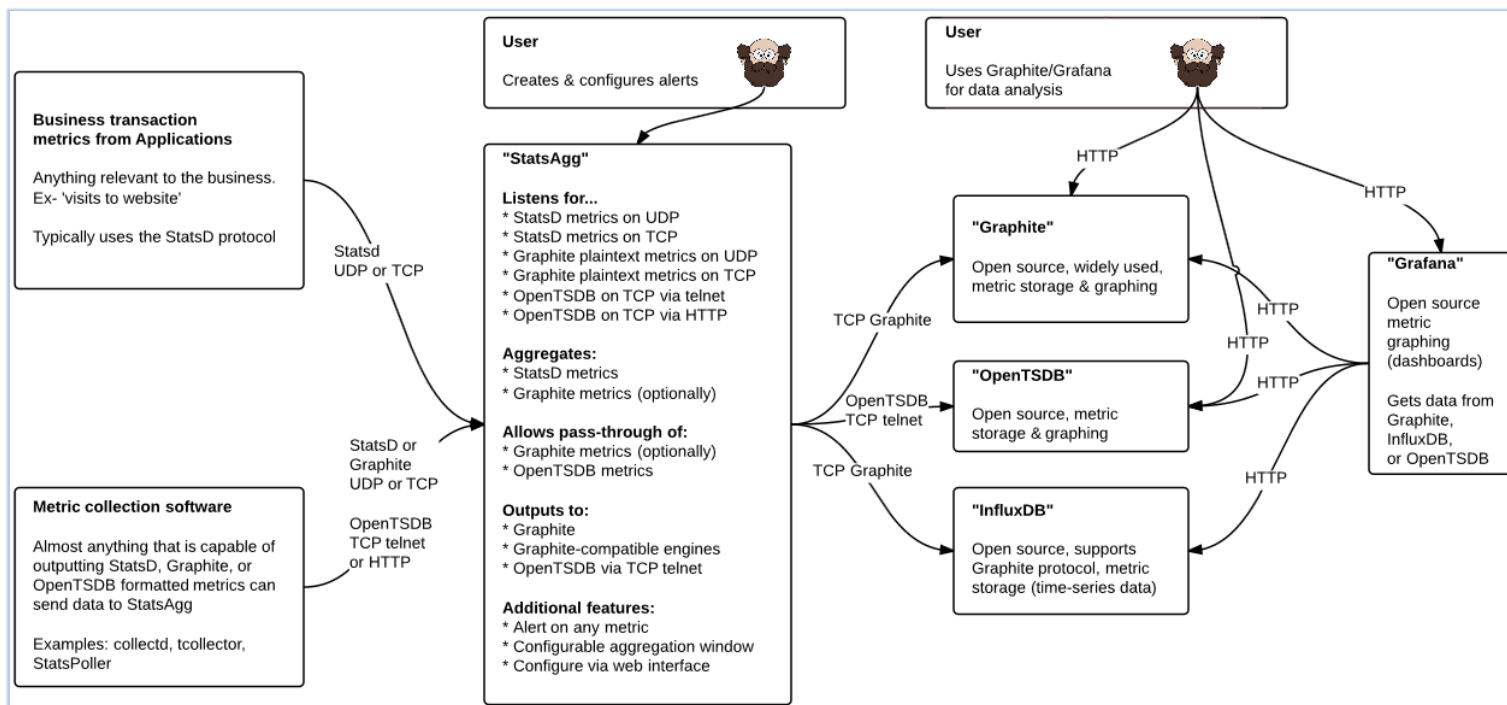 User
Creates & configures alerts
User
Uses Graphite/Grafana
for data analysis
Business transaction
metrics from Applications
Anything relevant to the business.
Ex- 'visits to website'
Typically uses the StatsD protocol
Statsd
UDP or TCP
Metric collection software
Almost anything that is capable of
outputting StatsD, Graphite, or
OpenTSDB formatted metrics can
send data to StatsAgg
Examples: collectd, tcollector,
StatsPoller
StatsD or
Graphite
UDP or TCP
OpenTSDB
TCP telnet
or HTTP
"StatsAgg"
Listens for...
* StatsD metrics on UDP
* StatsD metrics on TCP
* Graphite plaintext metrics on UDP
* Graphite plaintext metrics on TCP
* OpenTSDB on TCP via telnet
* OpenTSDB on TCP via HTTP
Aggregates:
* StatsD metrics
* Graphite metrics (optionally)
Allows pass-through of:
* Graphite metrics (optionally)
* OpenTSDB metrics
Outputs to:
* Graphite
* Graphite-compatible engines
* OpenTSDB via TCP telnet
Additional features:
* Alert on any metric
* Configurable aggregation window
* Configure via web interface
TCP Graphite
OpenTSDB
TCP telnet
TCP Graphite
HTTP
HTTP
HTTP
"Graphite"
Open source, widely used,
metric storage & graphing
"OpenTSDB"
Open source, metric
storage & graphing
"InfluxDB"
Open source, supports
Graphite protocol, metric
storage (time-series data)
HTTP
HTTP
HTTP
"Grafana"
Open source
metric
graphing
(dashboards)
Gets data from
Graphite,
InfluxDB,
or OpenTSDB